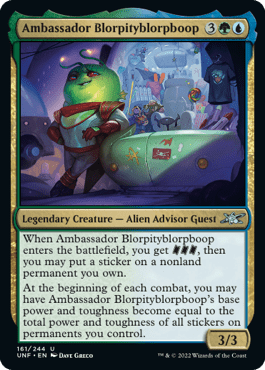 Ambassador Blorpityblorpboop 3
Legendary Creature — Alien Advisor Guest
When Ambassador Blorpityblorpboop
enters the battlefield, you get , then
you may put a sticker on a nonland
permanent you own.
At the beginning of each combat, you may
have Ambassador Blorpityblorpboop's base
power and toughness become equal to the
total power and toughness of all stickers on
permanents you control.
3/3
161/244 U
UNF • EN Dave Greco
™ & © 2022 Wizards of the Coast